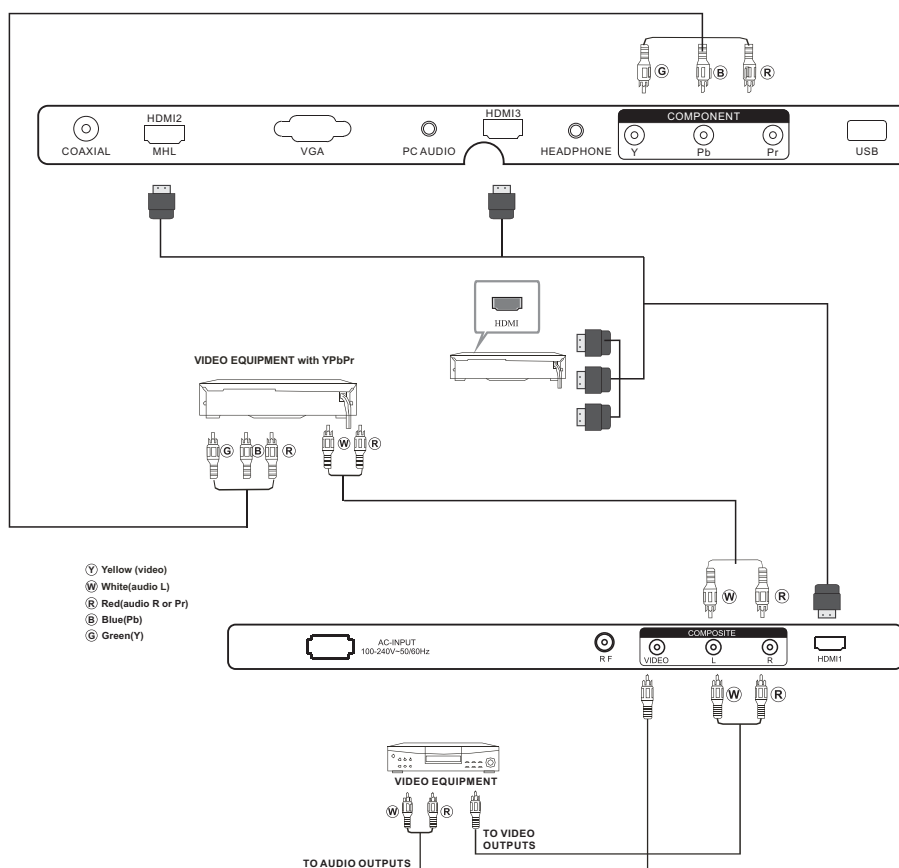 G B R
HDMI2
HDMI3
COMPONENT
COAXIAL
MHL
VGA
PC AUDIO
HEADPHONE
Y Pb Pr
USB
HDMI
VIDEO EQUIPMENT with YPbPr
G B R W R
Y Yellow (video)
W White(audio L)
R Red(audio R or Pr)
B Blue(Pb)
G Green(Y)
W R
AC-INPUT
100-240V~50/60Hz
R F
COMPOSITE
VIDEO L R
HDMI1
W R
VIDEO EQUIPMENT
W R
TO VIDEO
OUTPUTS
TO AUDIO OUTPUTS